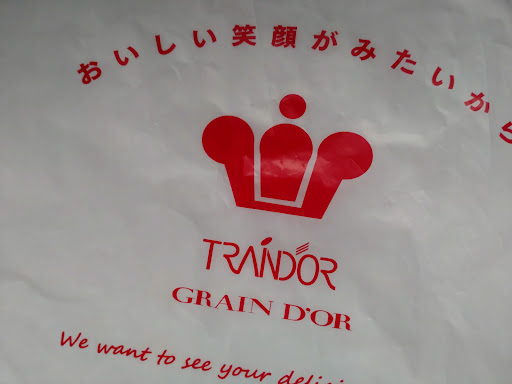 おいしい笑顔がみたいから
TRANDOR
GRAIN D'OR
We want to see your